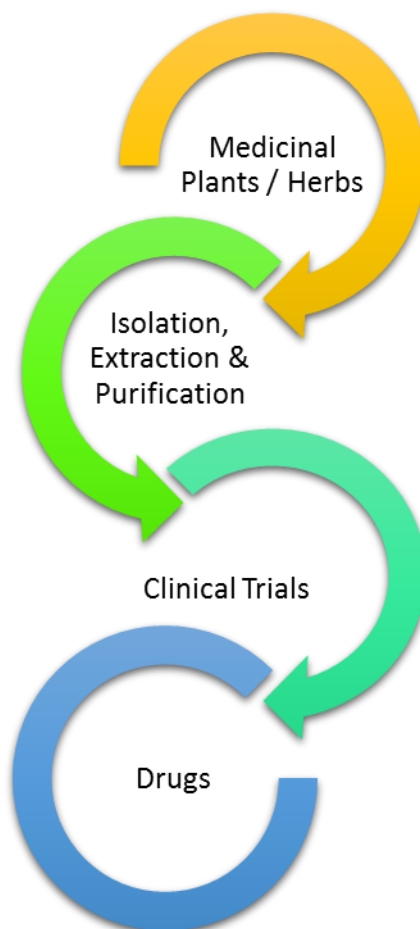 Medicinal
Plants / Herbs
Isolation,
Extraction &
Purification
Clinical Trials
Drugs